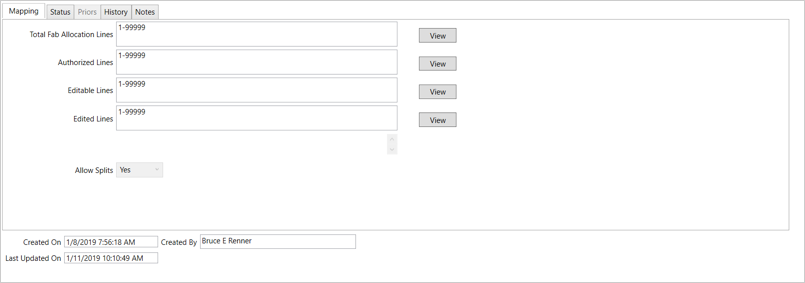 Mapping Status Priors History Notes
Total Fab Allocation Lines 1-99999 View
Authorized Lines 1-99999 View
Editable Lines 1-99999 View
Edited Lines 1-99999 View
Allow Splits Yes
Created On 1/8/2019 7:56:18 AM Created By Bruce E Renner
Last Updated On 1/11/2019 10:10:49 AM